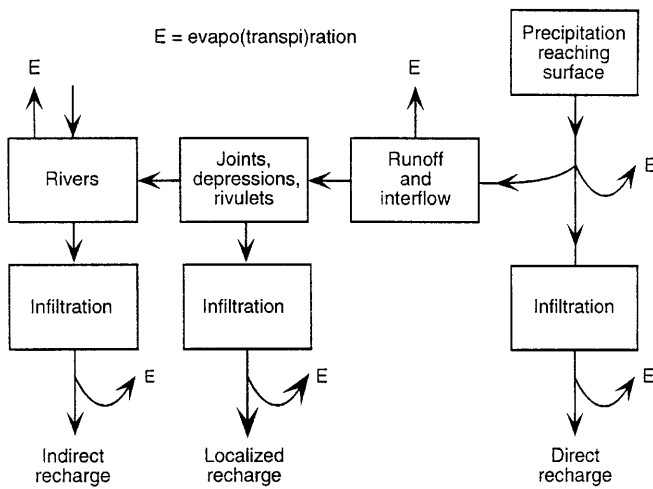 E = evapo(transpi)ration
Precipitation
reaching
surface
E
E
Rivers
Joints,
depressions,
rivulets
Runoff
and
interflow
E
Infiltration
Infiltration
Infiltration
E
E
E
Indirect
recharge
Localized
recharge
Direct
recharge